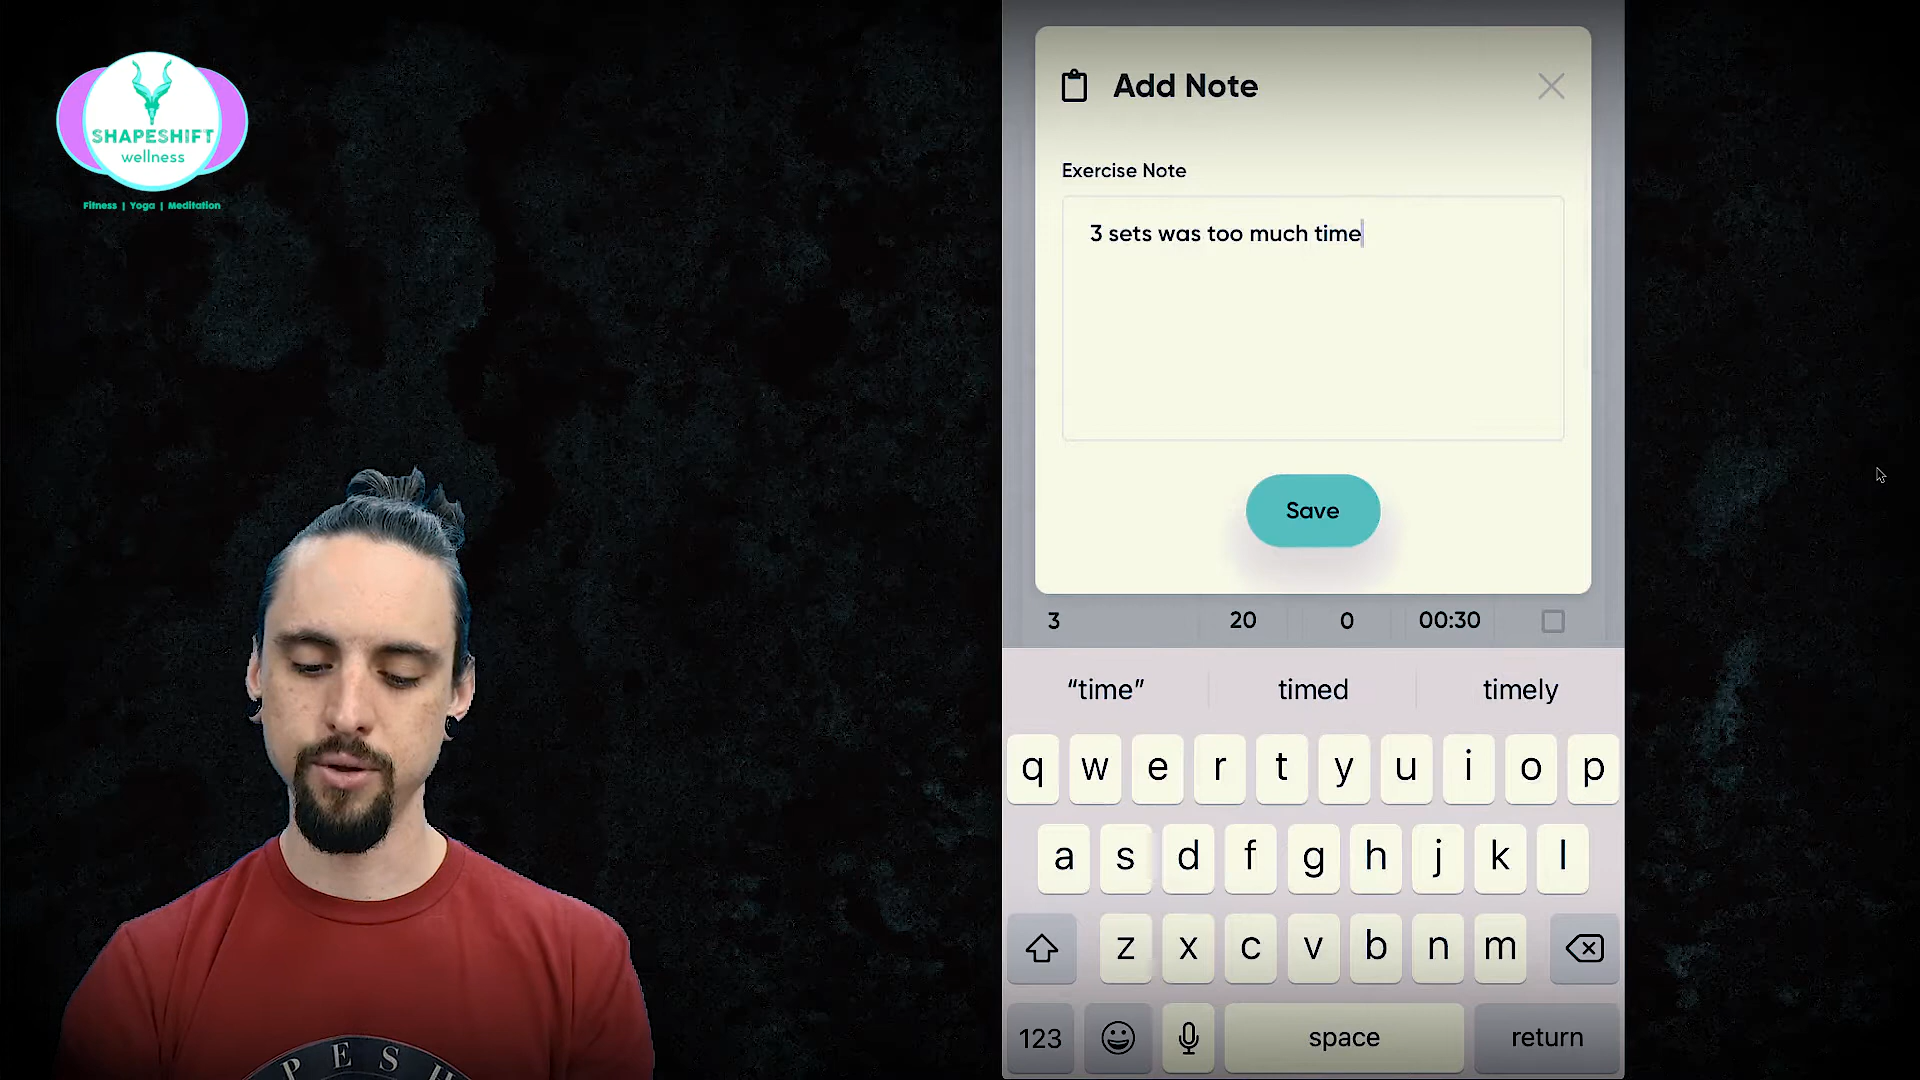 SHAPESHIFT
wellness
Fitness | Yoga | Meditation
Add Note
Exercise Note
3 sets was too much time
Save
3 20 0 00:30
“time” timed timely
q w e r t y u i o p
a s d f g h j k l
z x c v b n m
123 space return
P E S H